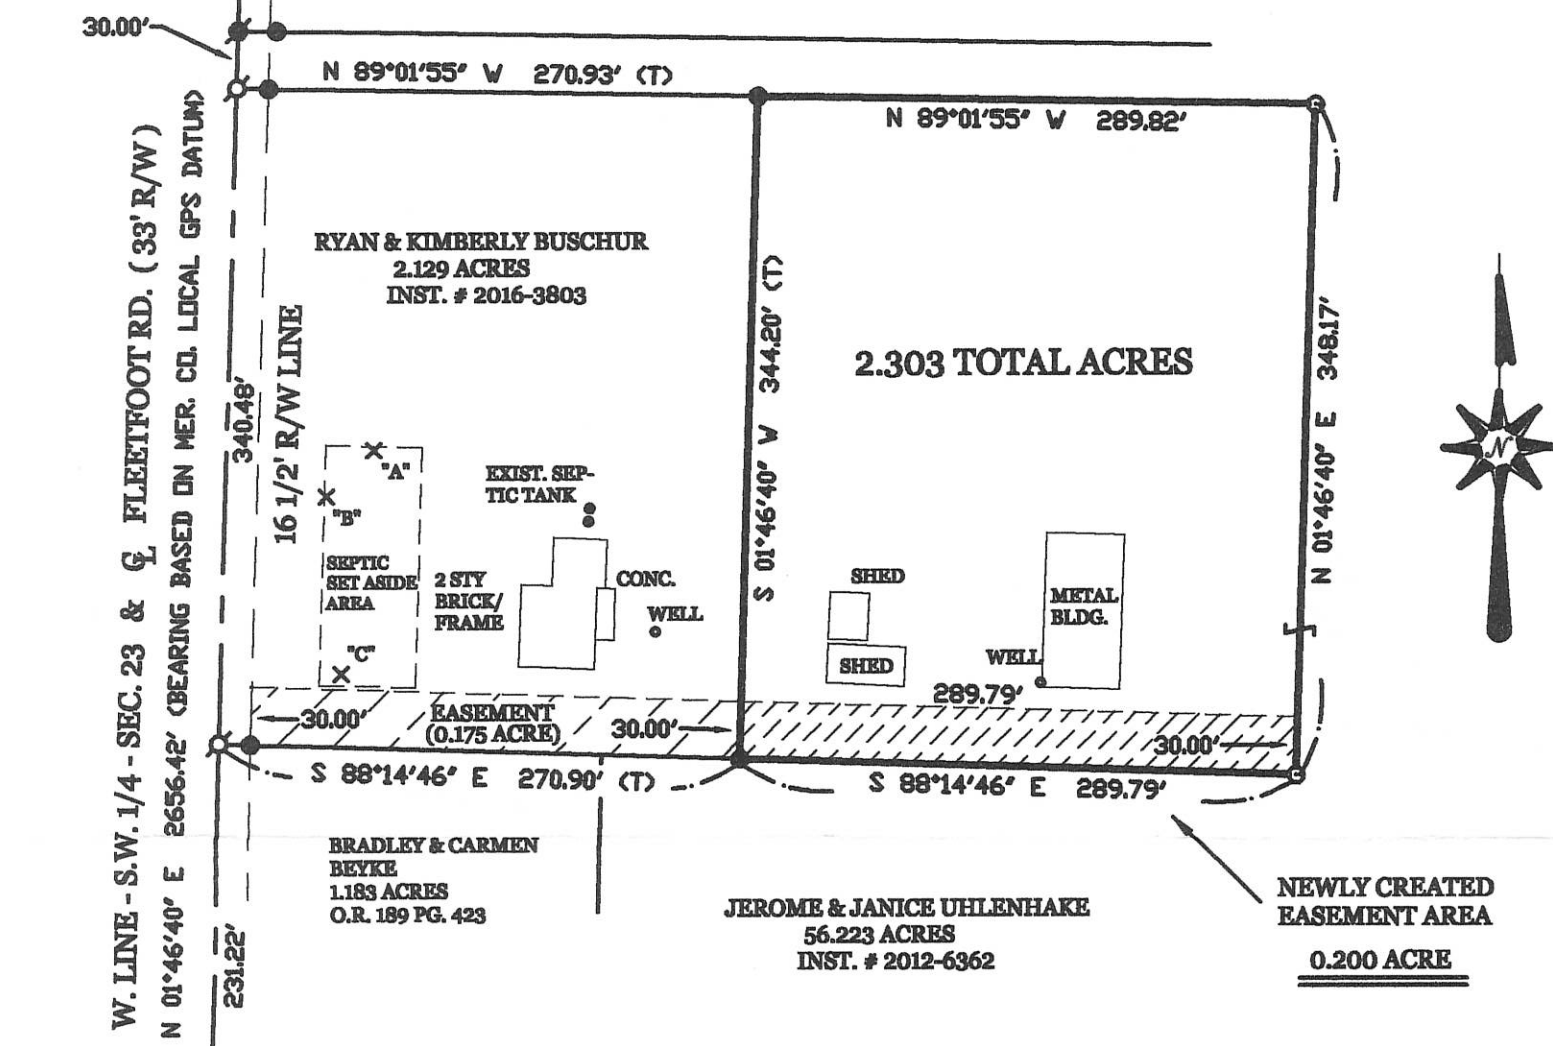 30.00'
N 89°01'55" W 270.93' (T)
N 89°01'55" W 289.82'
W. LINE - S.W. 1/4 - SEC. 23 & ℄ FLEETFOOT RD. (33' R/W)
N 01°46'40" E 2656.42' (BEARING BASED ON MER. CO. LOCAL GPS DATUM)
340.48'
16 1/2' R/W LINE
231.22'
RYAN & KIMBERLY BUSCHUR
2.129 ACRES
INST. # 2016-3803
S 01°46'40" W 344.20' (T)
2.303 TOTAL ACRES
N 01°46'40" E 348.17'
N
"A"
"B"
"C"
SEPTIC
SET ASIDE
AREA
EXIST. SEP-
TIC TANK
2 STY
BRICK/
FRAME
CONC.
WELL
SHED
SHED
METAL
BLDG.
WELL
289.79'
30.00'
EASEMENT
(0.175 ACRE)
30.00'
30.00'
S 88°14'46" E 270.90' (T)
S 88°14'46" E 289.79'
BRADLEY & CARMEN
BEYKE
1.183 ACRES
O.R. 189 PG. 423
JEROME & JANICE UHLENHAKE
56.223 ACRES
INST. # 2012-6362
NEWLY CREATED
EASEMENT AREA
0.200 ACRE